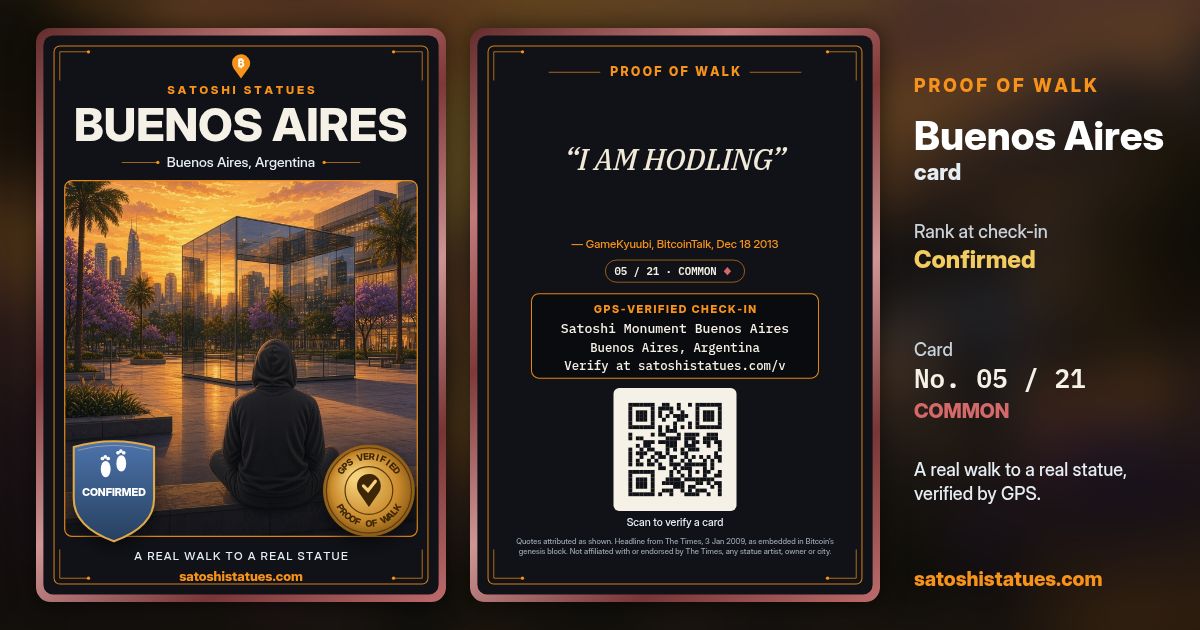 SATOSHI STATUES
BUENOS AIRES
Buenos Aires, Argentina
CONFIRMED
GPS VERIFIED
PROOF OF WALK
A REAL WALK TO A REAL STATUE
satoshistatues.com
PROOF OF WALK
“I AM HODLING”
— GameKyuubi, BitcoinTalk, Dec 18 2013
05 / 21 · COMMON ♦
GPS-VERIFIED CHECK-IN
Satoshi Monument Buenos Aires
Buenos Aires, Argentina
Verify at satoshistatues.com/v
Scan to verify a card
Quotes attributed as shown. Headline from The Times, 3 Jan 2009, as embedded in Bitcoin's
genesis block. Not affiliated with or endorsed by The Times, any statue artist, owner or city.
PROOF OF WALK
Buenos Aires
card
Rank at check-in
Confirmed
Card
No. 05 / 21
COMMON
A real walk to a real statue,
verified by GPS.
satoshistatues.com